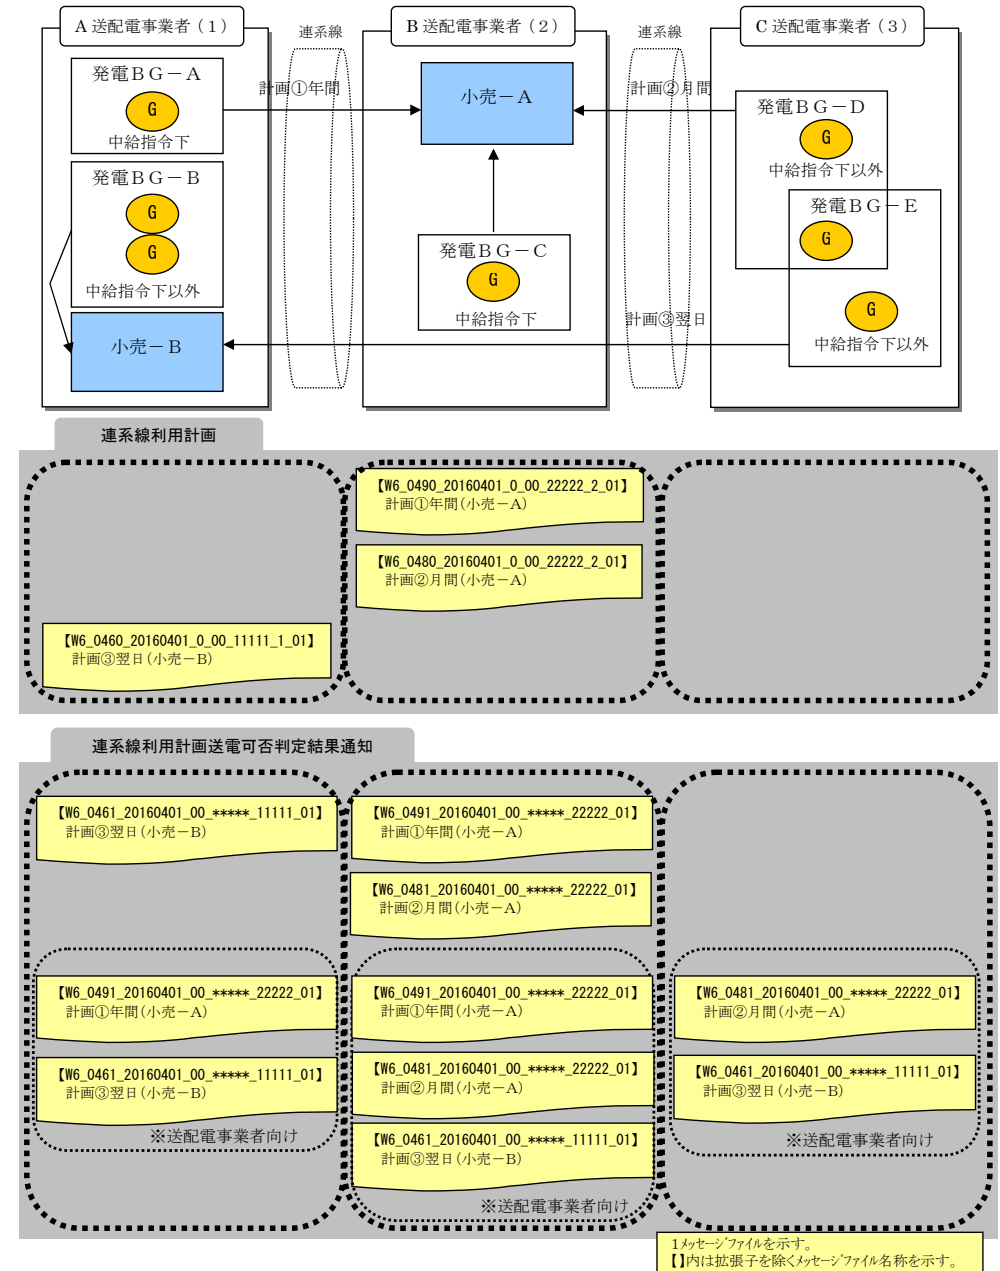 A送配電事業者（1）
連系線
B送配電事業者（2）
連系線
C送配電事業者（3）
発電BG－A
G
中給指令下
計画①年間
小売－A
計画②月間
発電BG－D
G
中給指令下以外
発電BG－B
G
G
中給指令下以外
発電BG－C
G
中給指令下
発電BG－E
G
G
中給指令下以外
計画③翌日
小売－B
連系線利用計画
【W6_0490_20160401_0_00_22222_2_01】
計画①年間(小売－A)
【W6_0480_20160401_0_00_22222_2_01】
計画②月間(小売－A)
【W6_0460_20160401_0_00_11111_1_01】
計画③翌日(小売－B)
連系線利用計画送電可否判定結果通知
【W6_0461_20160401_00_*****_11111_01】
計画③翌日(小売－B)
【W6_0491_20160401_00_*****_22222_01】
計画①年間(小売－A)
【W6_0481_20160401_00_*****_22222_01】
計画②月間(小売－A)
【W6_0491_20160401_00_*****_22222_01】
計画①年間(小売－A)
【W6_0461_20160401_00_*****_11111_01】
計画③翌日(小売－B)
※送配電事業者向け
【W6_0491_20160401_00_*****_22222_01】
計画①年間(小売－A)
【W6_0481_20160401_00_*****_22222_01】
計画②月間(小売－A)
【W6_0461_20160401_00_*****_11111_01】
計画③翌日(小売－B)
※送配電事業者向け
【W6_0481_20160401_00_*****_22222_01】
計画②月間(小売－A)
【W6_0461_20160401_00_*****_11111_01】
計画③翌日(小売－B)
※送配電事業者向け
1ﾒｯｾｰｼﾞﾌｧｲﾙを示す。
【】内は拡張子を除くﾒｯｾｰｼﾞﾌｧｲﾙ名称を示す。